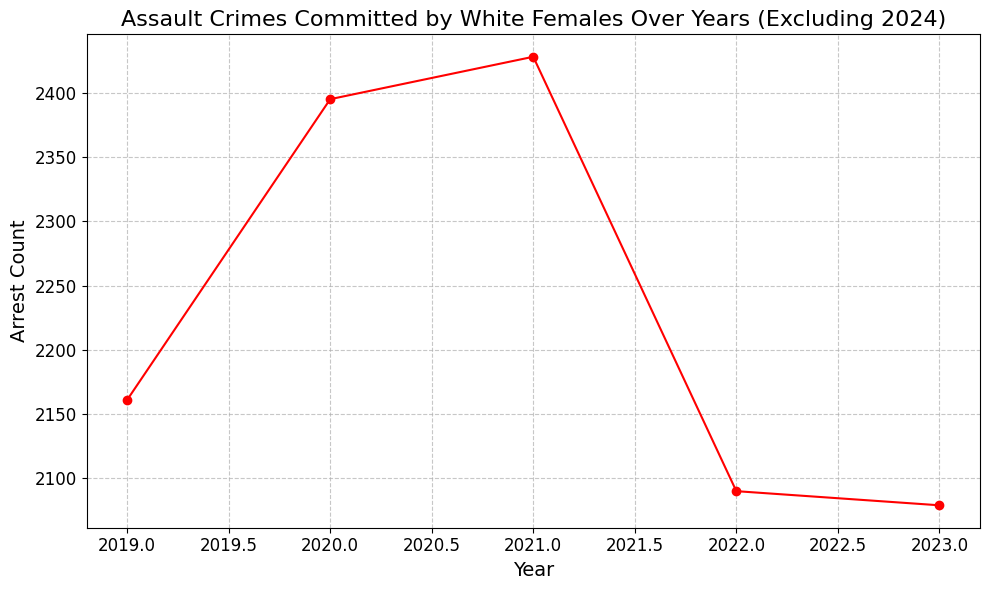 Assault Crimes Committed by White Females Over Years (Excluding 2024)
2400
2350
2300
2250
2200
2150
2100
Arrest Count
2019.0 2019.5 2020.0 2020.5 2021.0 2021.5 2022.0 2022.5 2023.0
Year